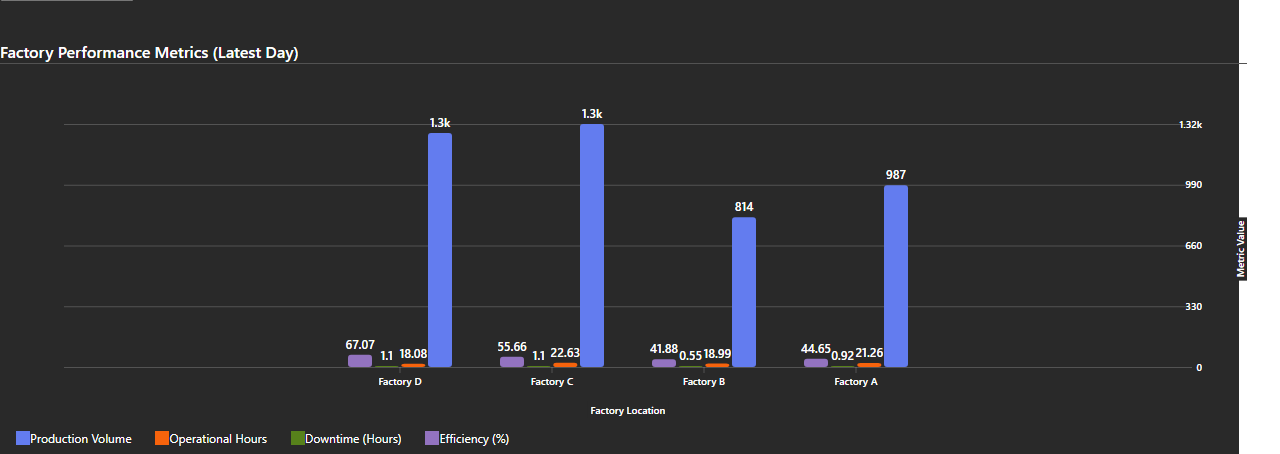 Factory Performance Metrics (Latest Day)
1.3k
1.3k
1.32k
987
990
814
660
Metric Value
330
67.07
1.1
18.08
55.66
1.1
22.63
41.88
0.55
18.99
44.65
0.92
21.26
0
Factory D
Factory C
Factory B
Factory A
Factory Location
Production Volume
Operational Hours
Downtime (Hours)
Efficiency (%)